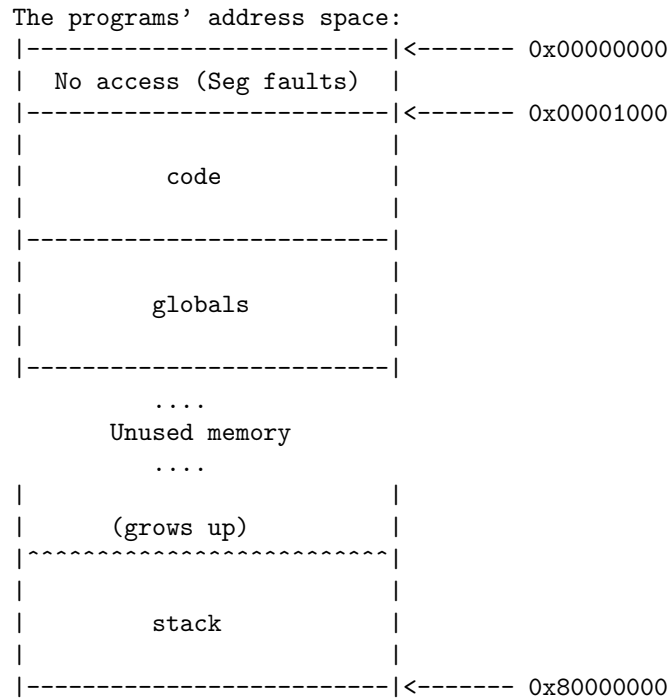 The programs’ address space:
|--------------------------|<------- 0x00000000
|  No access (Seg faults)  |
|--------------------------|<------- 0x00001000
|                          |
|          code            |
|                          |
|--------------------------|
|                          |
|         globals          |
|                          |
|--------------------------|
          ....
      Unused memory
          ....
|                          |
|      (grows up)          |
|^^^^^^^^^^^^^^^^^^^^^^^^^^|
|                          |
|         stack            |
|                          |
|--------------------------|<------- 0x80000000